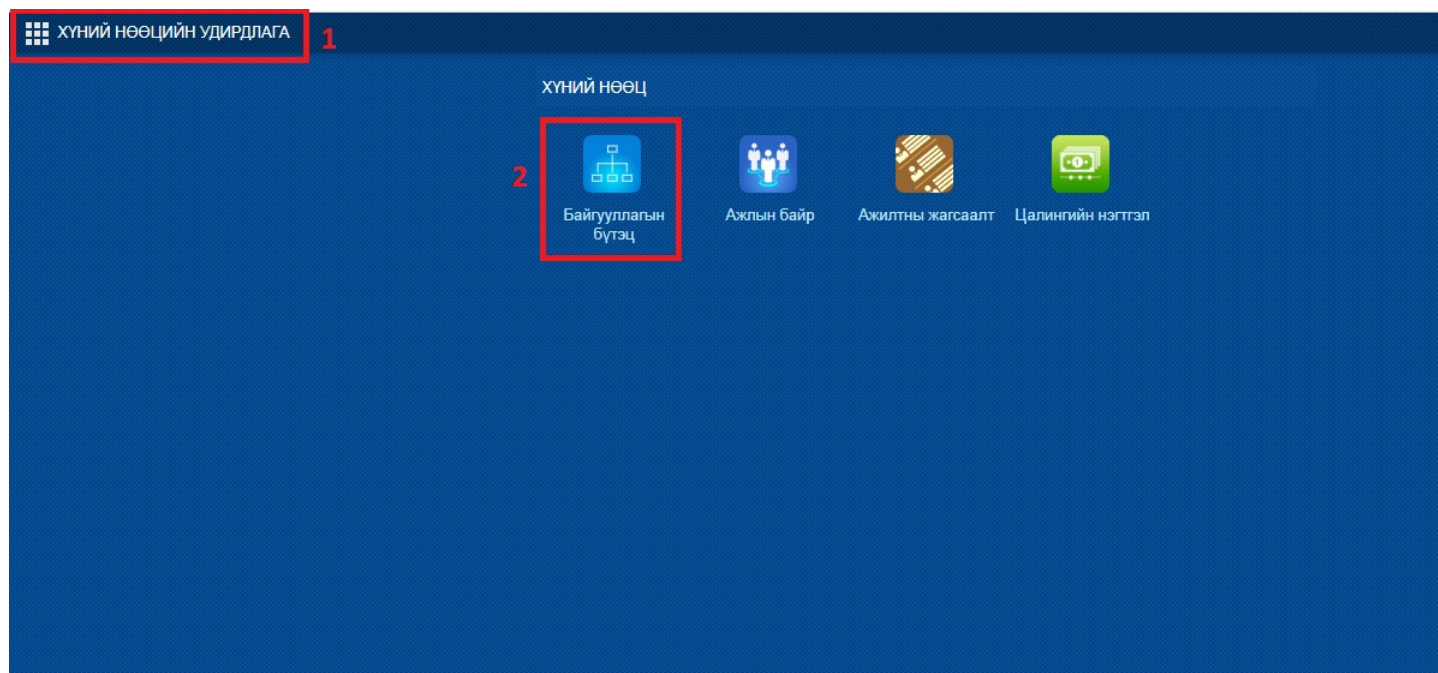 ХҮНИЙ НӨӨЦИЙН УДИРДЛАГА
1
ХҮНИЙ НӨӨЦ
2
Байгууллагын
бүтэц
Ажлын байр
Ажилтны жагсаалт
Цалингийн нэгтгэл